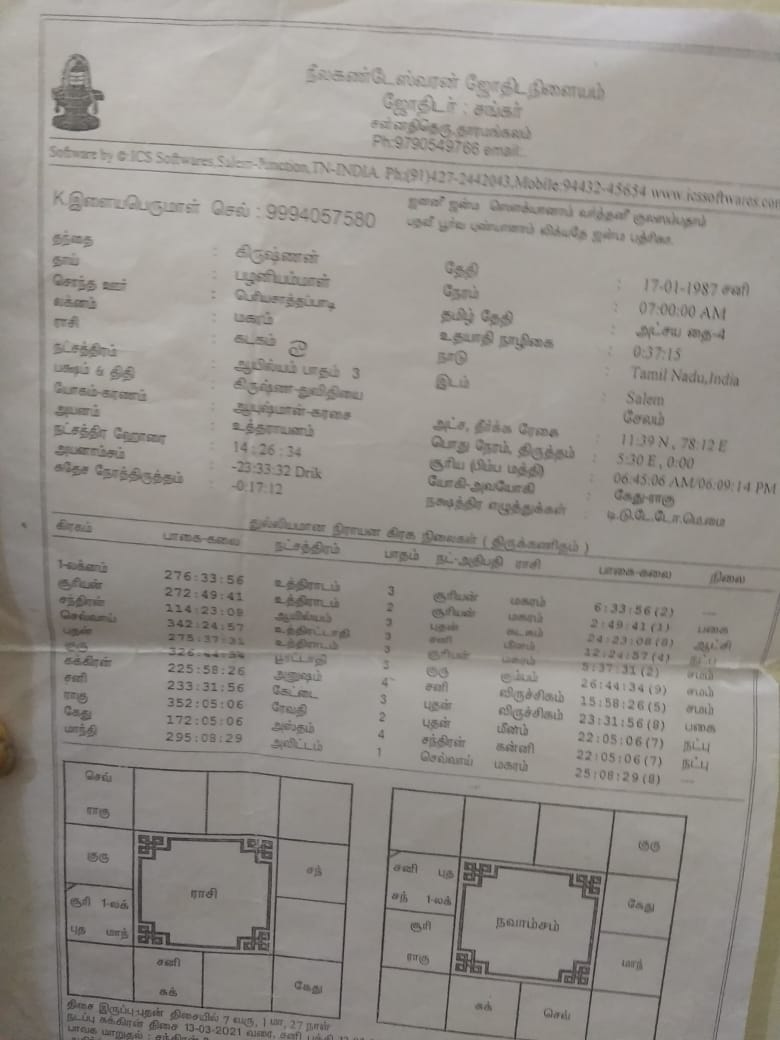 நீலகண்டேஸ்வரன் ஜோதிட நிலையம்
ஜோதிடர் : சங்கர்
சன்னதிதெரு,தாரமங்கலம்
Ph:9790549766 email:
Software by ©:ICS Softwares,Salem-Junction,TN-INDIA. Ph:(91)427-2442043,Mobile:94432-45654 www.icssoftwares.com
K.இளையபெருமாள் செல் : 9994057580
ஜனனீ ஜன்ம சௌக்யானாம் வர்த்தனீ குலஸம்பதாம்
பதவீ பூர்வ புண்யானாம் லிக்யதே ஜன்ம பத்ரிகா.
தந்தை : கிருஷ்ணன்
தாய் : பழனியம்மாள்
சொந்த ஊர் : பெரியசாத்தப்பாடி
லக்னம் : மகரம்
ராசி : கடகம்
நட்சத்திரம் : ஆயில்யம் பாதம் 3
பக்ஷம் & திதி : கிருஷ்ண-துவிதியை
யோகம்-கரணம் : ஆயுஷ்மான்-கரசை
அயனம் : உத்தராயனம்
நட்சத்திர ஹோரை : 14:26:34
அயனாம்சம் : -23:33:32 Drik
சுதேச நேரத்திருத்தம் : -0:17:12
தேதி : 17-01-1987 சனி
நேரம் : 07:00:00 AM
தமிழ் தேதி : அட்சய தை-4
உதயாதி நாழிகை : 0:37:15
நாடு : Tamil Nadu,India
இடம் : Salem
சேலம்
அட்ச, தீர்க்க ரேகை : 11:39 N , 78:12 E
பொது நேரம், திருத்தம் : 5:30 E , 0:00
சூரிய (பிம்ப மத்தி) : 06:45:06 AM/06:09:14 PM
யோகி-அவயோகி : கேது-ராகு
நக்ஷத்திர எழுத்துக்கள் : டி.டு.டே.டோ.மெ.மை
துல்லியமான நிராயன கிரக நிலைகள் ( திருக்கணிதம் )
கிரகம் பாகை-கலை நட்சத்திரம் பாதம் நட்-அதிபதி ராசி பாகை-கலை நிலை
1-லக்னம் 276:33:56 உத்திராடம் 3 சூரியன் மகரம் 6:33:56 (2) ---
சூரியன் 272:49:41 உத்திராடம் 2 சூரியன் மகரம் 2:49:41 (1) பகை
சந்திரன் 114:23:08 ஆயில்யம் 3 புதன் கடகம் 24:23:08 (8) ஆட்சி
செவ்வாய் 342:24:57 உத்திரட்டாதி 3 சனி மீனம் 12:24:57 (4) நட்பு
புதன் 275:37:31 உத்திராடம் 3 சூரியன் மகரம் 5:37:31 (2) சமம்
குரு 326:44:34 பூரட்டாதி 3 குரு கும்பம் 26:44:34 (9) சமம்
சுக்கிரன் 225:58:26 அனுஷம் 4 சனி விருச்சிகம் 15:58:26 (5) சமம்
சனி 233:31:56 கேட்டை 3 புதன் விருச்சிகம் 23:31:56 (8) பகை
ராகு 352:05:06 ரேவதி 2 புதன் மீனம் 22:05:06 (7) நட்பு
கேது 172:05:06 அஸ்தம் 4 சந்திரன் கன்னி 22:05:06 (7) நட்பு
மாந்தி 295:08:29 அவிட்டம் 1 செவ்வாய் மகரம் 25:08:29 (8) ---
செவ்
ராகு
குரு
சூரி 1-லக்
புத மாந்
ராசி
சந்
சனி
சுக்
கேது
குரு
சனி புத
சந் 1-லக்
சூரி
ராகு
நவாம்சம்
கேது
மாந்
சுக்
செவ்
திசை இருப்பு:புதன் திசையில் 7 வரு, 1 மா, 27 நாள்
நடப்பு சுக்கிரன் திசை 13-03-2021 வரை, சனி புத்தி
பாவக மாறுதல் : சந்திரன்